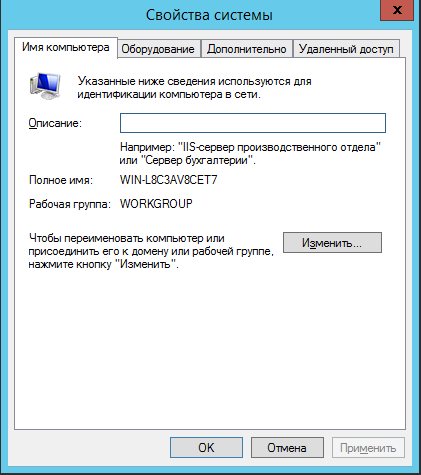 Свойства системы
x
Имя компьютера
Оборудование
Дополнительно
Удаленный доступ
Указанные ниже сведения используются для
идентификации компьютера в сети.
Описание:
Например: "IIS-сервер производственного отдела"
или "Сервер бухгалтерии".
Полное имя: WIN-L8C3AV8CET7
Рабочая группа: WORKGROUP
Чтобы переименовать компьютер или
присоединить его к домену или рабочей группе,
нажмите кнопку "Изменить".
Изменить...
OK
Отмена
Применить